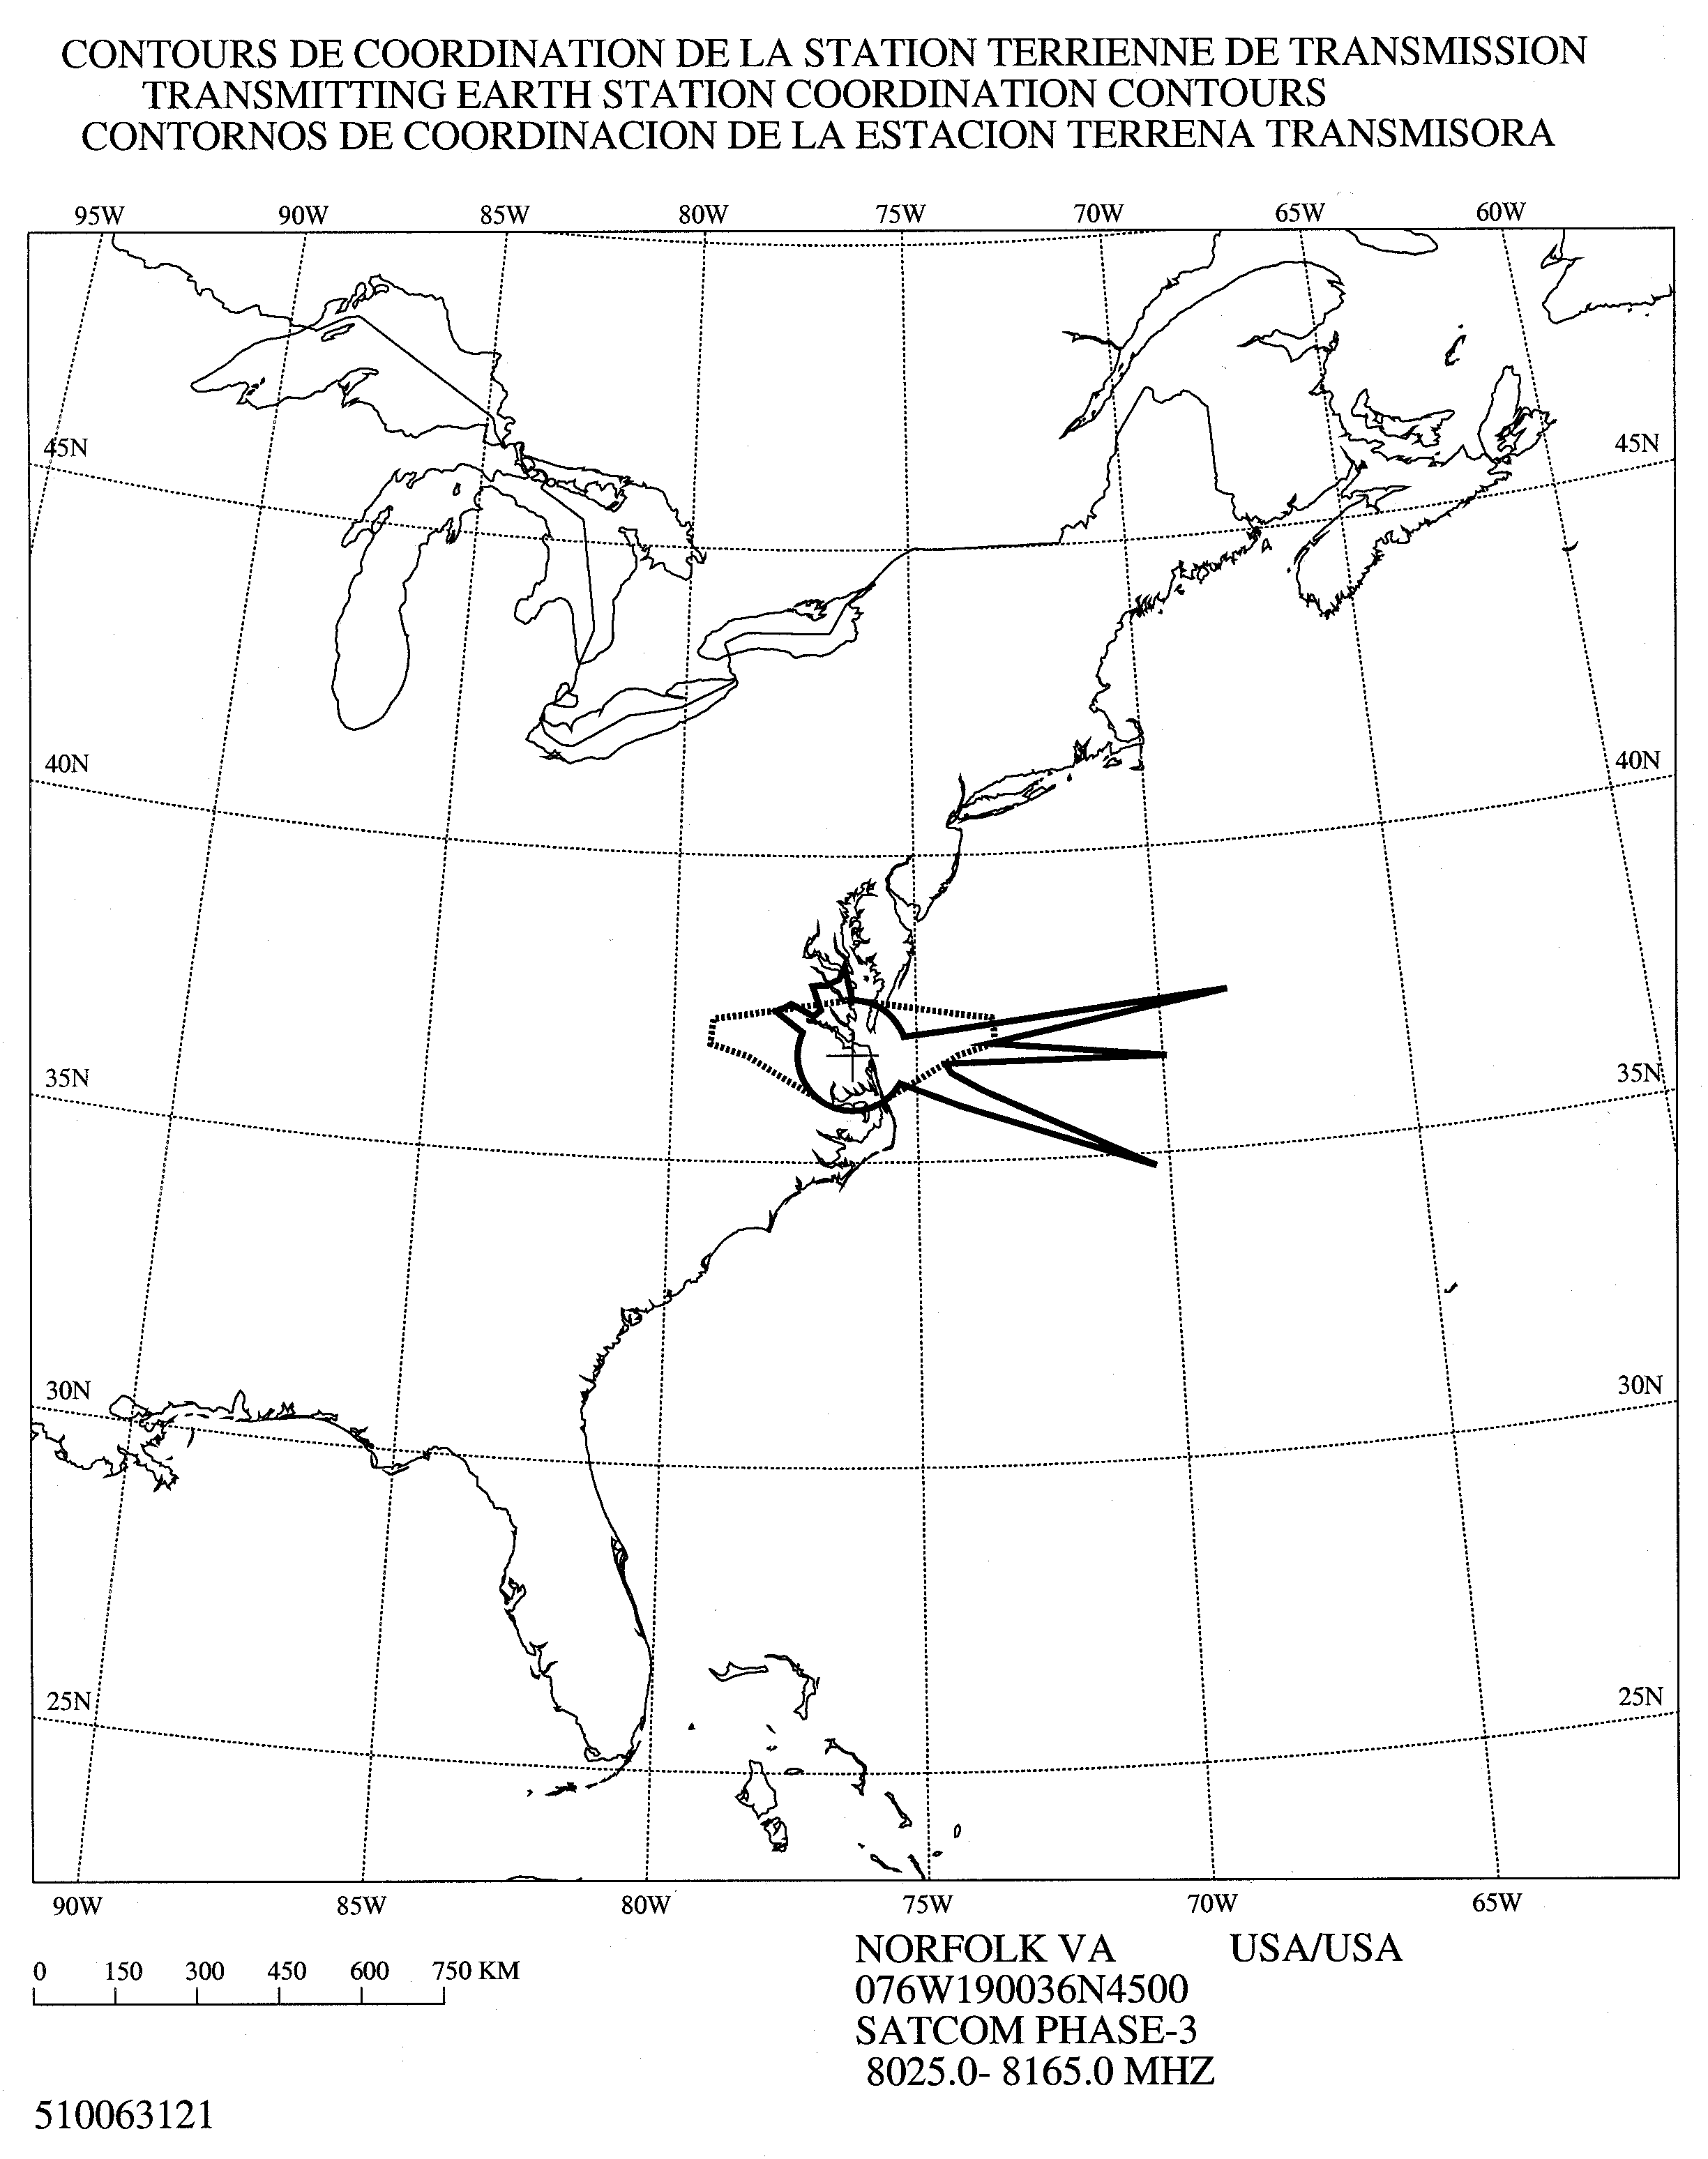 CONTOURS DE COORDINATION DE LA STATION TERRIENNE DE TRANSMISSION
TRANSMITTING EARTH STATION COORDINATION CONTOURS
CONTORNOS DE COORDINACION DE LA ESTACION TERRENA TRANSMISORA
95W 90W 85W 80W 75W 70W 65W 60W
45N 45N
40N 40N
35N 35N
30N 30N
25N 25N
90W 85W 80W 75W 70W 65W
0 150 300 450 600 750 KM
NORFOLK VA USA/USA
076W190036N4500
SATCOM PHASE-3
8025.0- 8165.0 MHZ
510063121